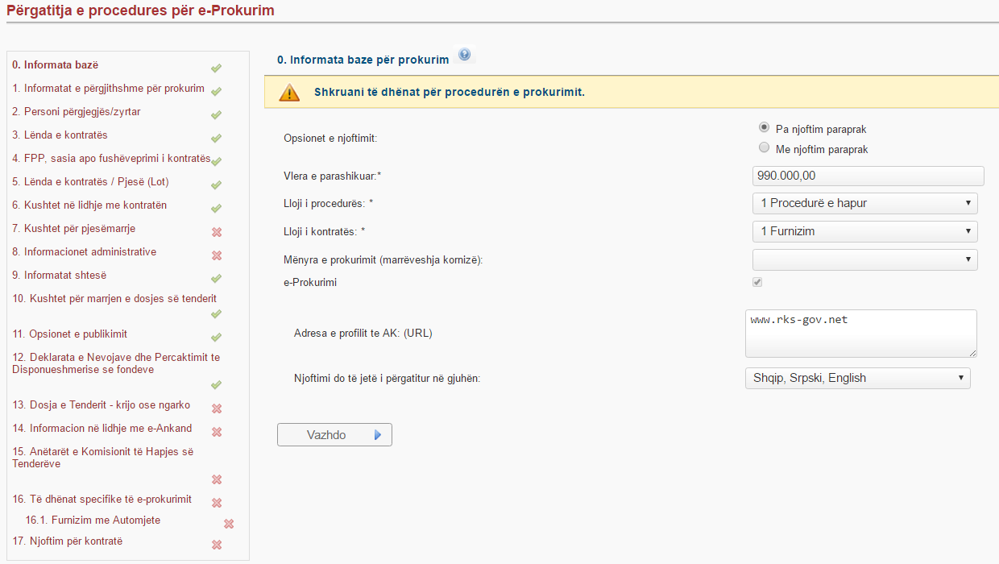 Përgatitja e procedures për e-Prokurim
0. Informata bazë
1. Informatat e përgjithshme për prokurim
2. Personi përgjegjës/zyrtar
3. Lënda e kontratës
4. FPP, sasia apo fushëveprimi i kontratës
5. Lënda e kontratës / Pjesë (Lot)
6. Kushtet në lidhje me kontratën
7. Kushtet për pjesëmarrje
8. Informacionet administrative
9. Informatat shtesë
10. Kushtet për marrjen e dosjes së tenderit
11. Opsionet e publikimit
12. Deklarata e Nevojave dhe Percaktimit te
Disponueshmerise se fondeve
13. Dosja e Tenderit - krijo ose ngarko
14. Informacion në lidhje me e-Ankand
15. Anëtarët e Komisionit të Hapjes së
Tenderëve
16. Të dhënat specifike të e-prokurimit
16.1. Furnizim me Automjete
17. Njoftim për kontratë
0. Informata baze për prokurim
Shkruani të dhënat për procedurën e prokurimit.
Opsionet e njoftimit:
Pa njoftim paraprak
Me njoftim paraprak
Vlera e parashikuar:*
990.000,00
Lloji i procedurës: *
1 Procedurë e hapur
Lloji i kontratës: *
1 Furnizim
Mënyra e prokurimit (marrëveshja kornizë):
e-Prokurimi
Adresa e profilit te AK: (URL)
www.rks-gov.net
Njoftimi do të jetë i përgatitur në gjuhën:
Shqip, Srpski, English
Vazhdo